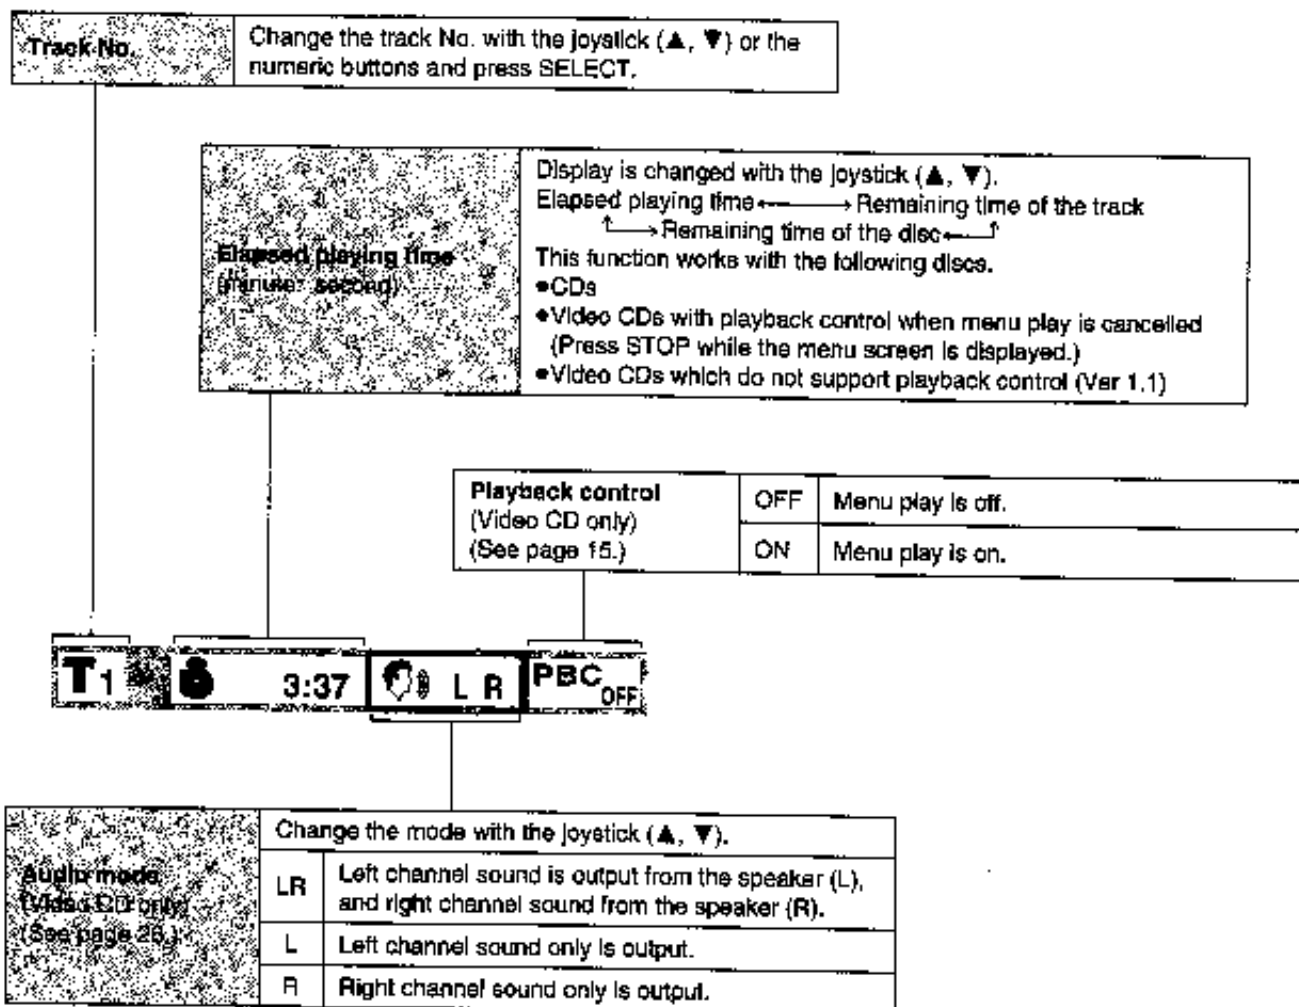 Track No.
Change the track No. with the joystick (▲, ▼) or the
numeric buttons and press SELECT.
Elapsed playing time
(minute: second)
Display is changed with the joystick (▲, ▼).
Elapsed playing time ←→ Remaining time of the track
↑→ Remaining time of the disc ←↑
This function works with the following discs.
●CDs
●Video CDs with playback control when menu play is cancelled
(Press STOP while the menu screen is displayed.)
●Video CDs which do not support playback control (Ver 1.1)
Playback control
(Video CD only)
(See page 15.)
OFF
Menu play is off.
ON
Menu play is on.
T1
3:37
L R
PBC
OFF
Audio mode
(Video CD only)
(See page 26.)
Change the mode with the joystick (▲, ▼).
LR
Left channel sound is output from the speaker (L),
and right channel sound from the speaker (R).
L
Left channel sound only is output.
R
Right channel sound only is output.